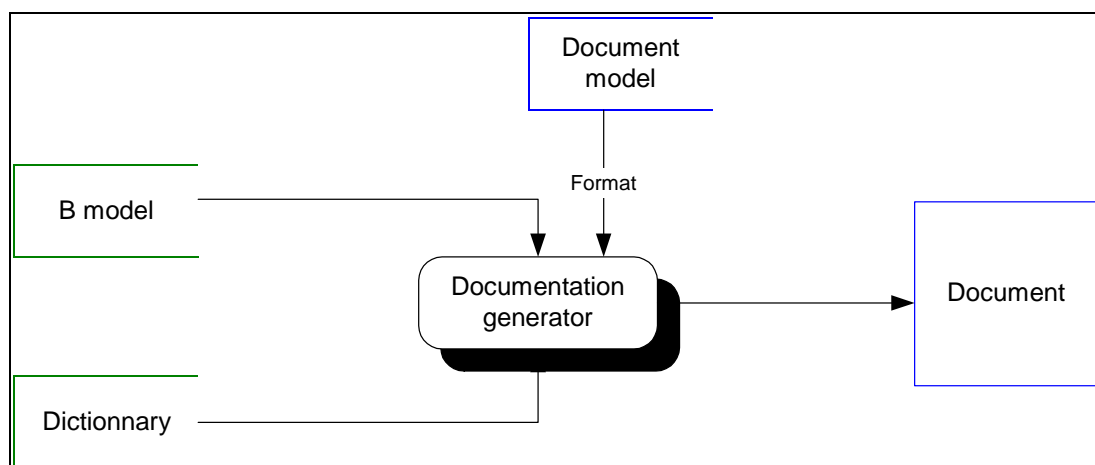 Document
model
Format
B model
Documentation
generator
Document
Dictionnary